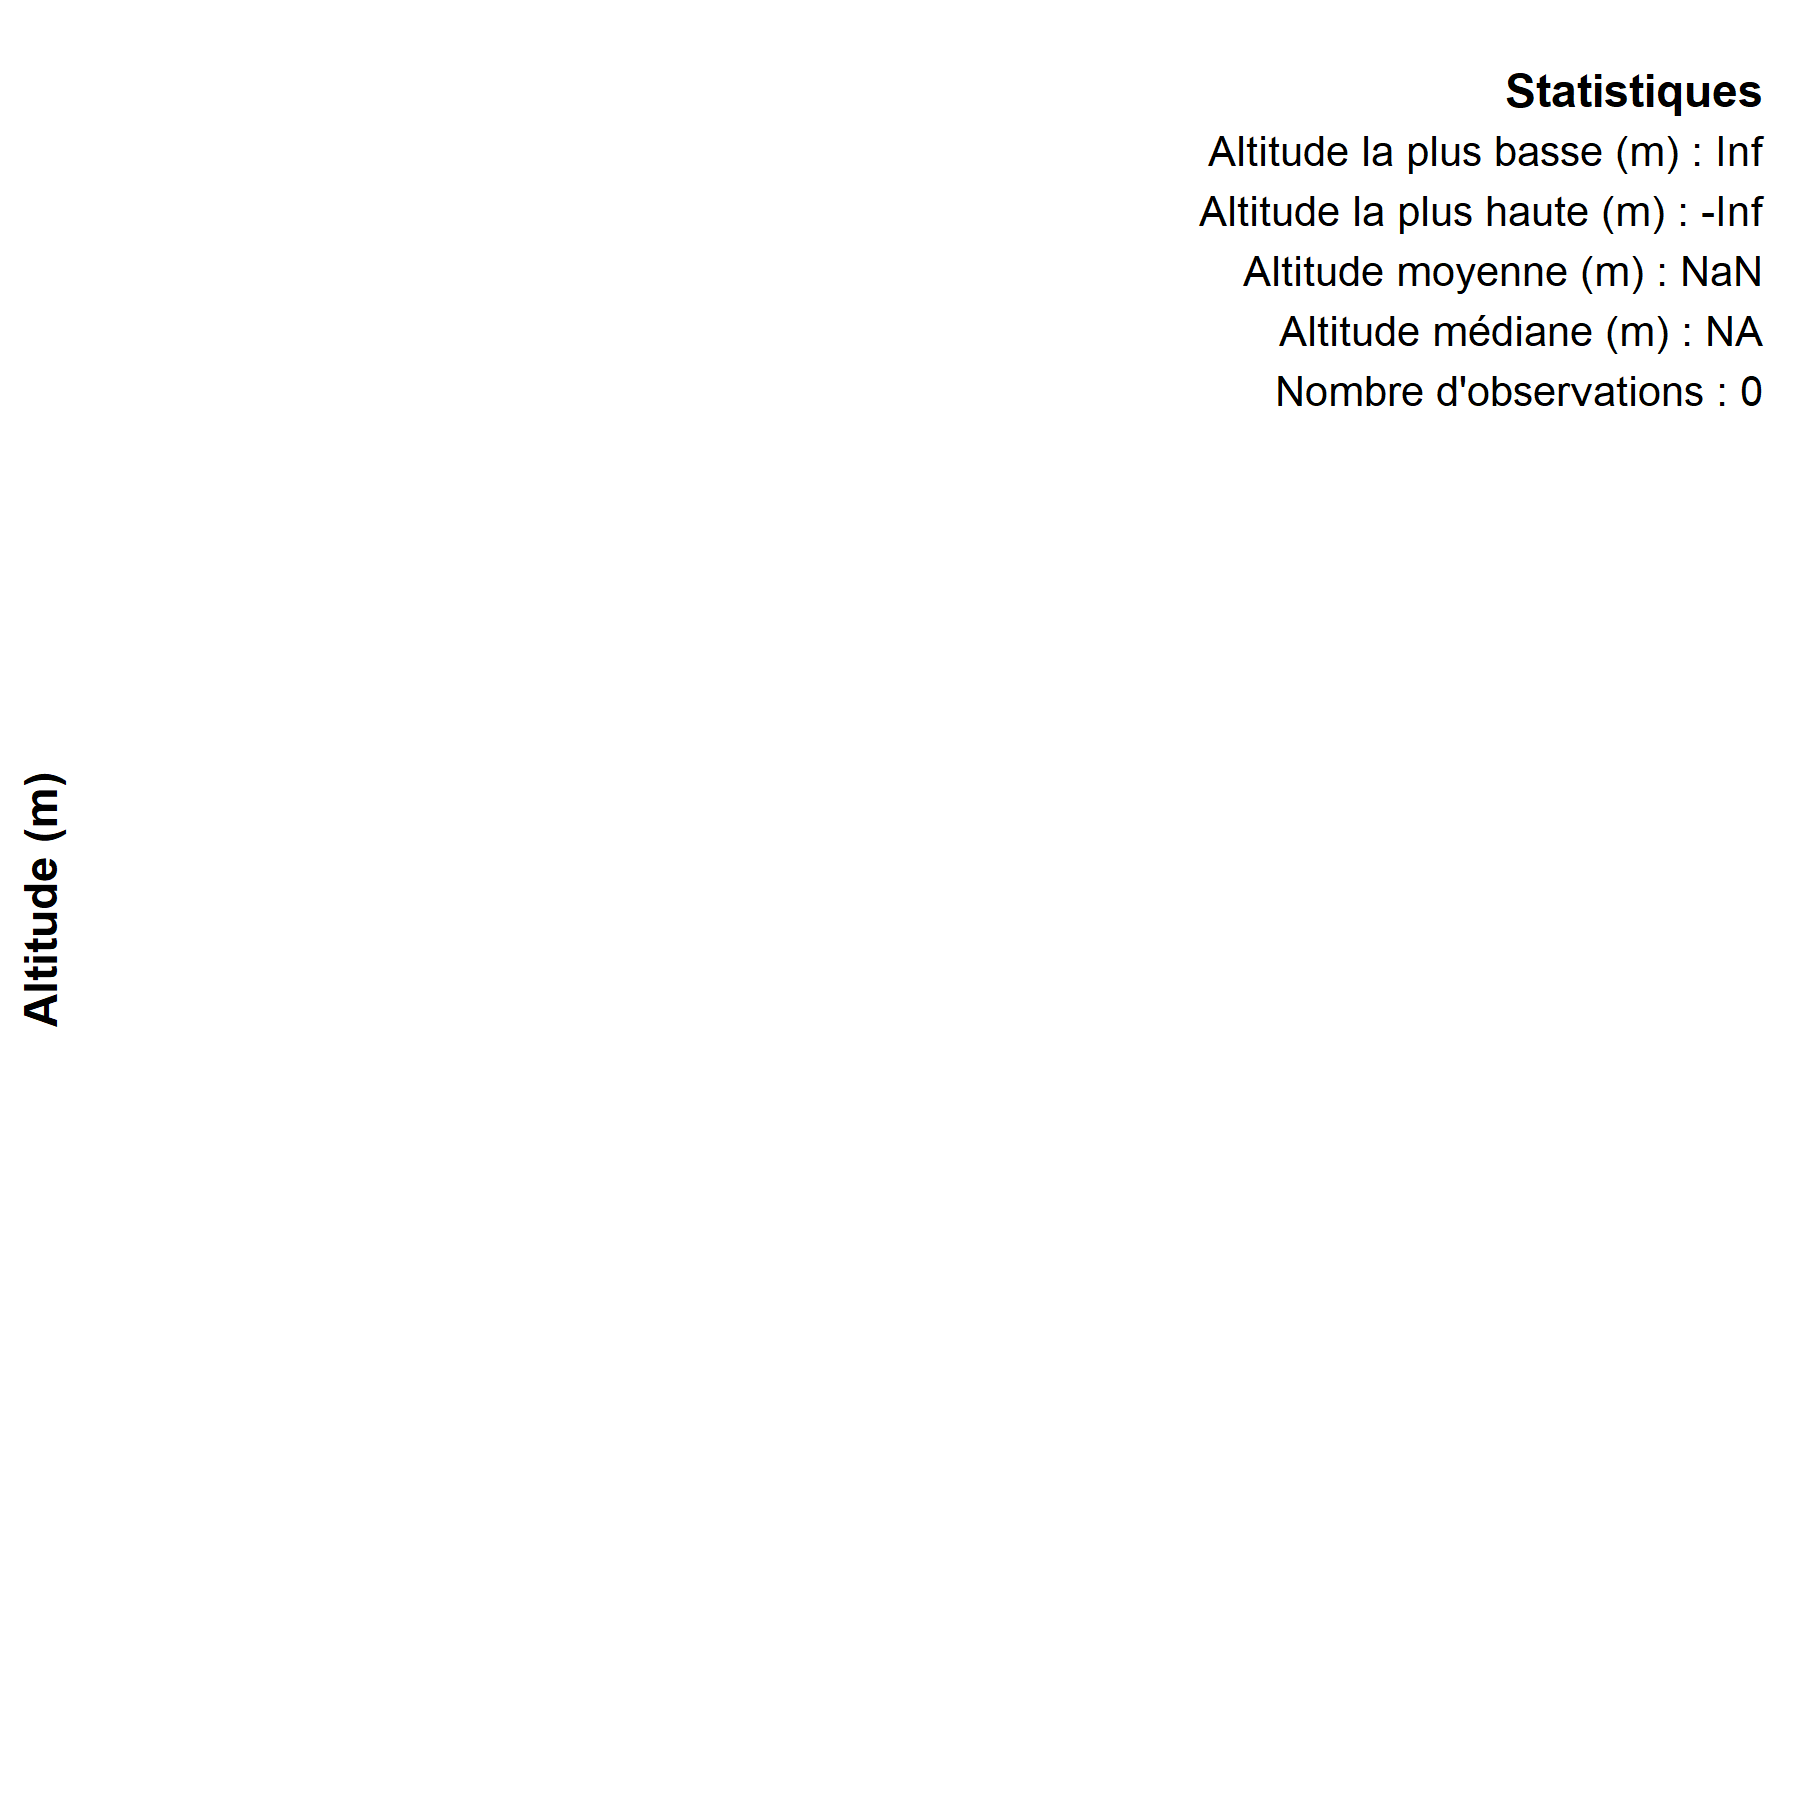 Statistiques
Altitude la plus basse (m) : Inf
Altitude la plus haute (m) : -Inf
Altitude moyenne (m) : NaN
Altitude médiane (m) : NA
Nombre d'observations : 0
Altitude (m)